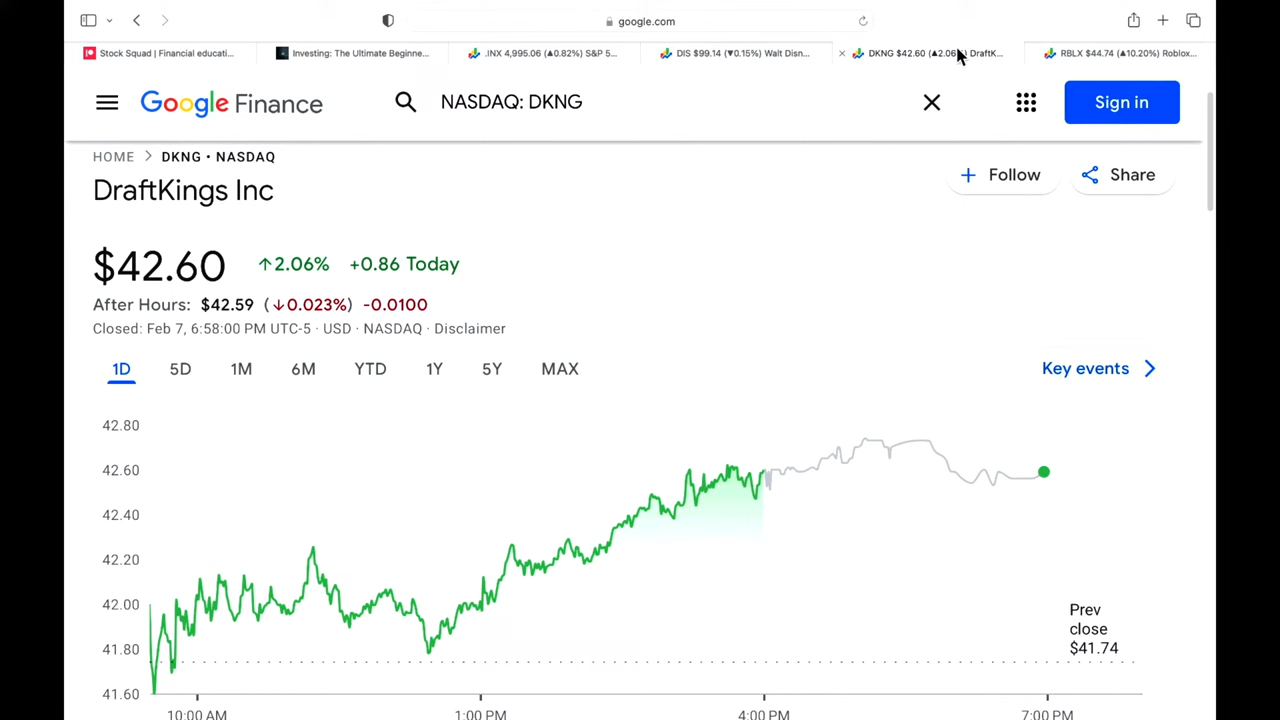 google.com
Stock Squad | Financial educati...
Investing: The Ultimate Beginne...
.INX 4,995.06 (▲0.82%) S&P 5...
DIS $99.14 (▼0.15%) Walt Disn...
DKNG $42.60 (▲2.06%) DraftK...
RBLX $44.74 (▲10.20%) Roblox...
Google Finance
NASDAQ: DKNG
Sign in
HOME > DKNG • NASDAQ
DraftKings Inc
+ Follow
Share
$42.60 ↑2.06% +0.86 Today
After Hours: $42.59 (↓0.023%) -0.0100
Closed: Feb 7, 6:58:00 PM UTC-5 · USD · NASDAQ · Disclaimer
1D 5D 1M 6M YTD 1Y 5Y MAX
Key events >
42.80
42.60
42.40
42.20
42.00
41.80
41.60
Prev
close
$41.74
10:00 AM 1:00 PM 4:00 PM 7:00 PM